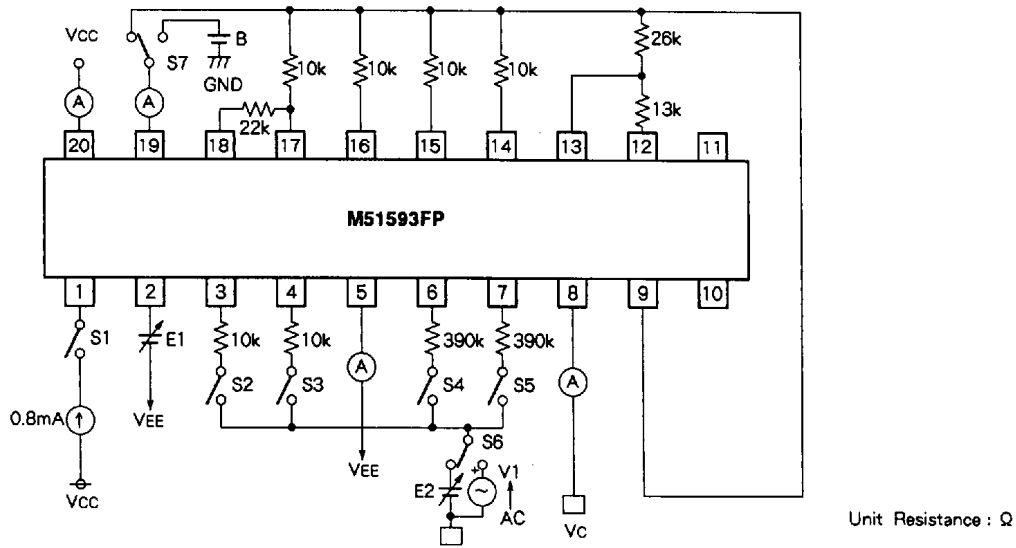 VCC
S7
B
GND
10k
10k
10k
10k
26k
13k
22k
A
A
20
19
18
17
16
15
14
13
12
11
M51593FP
1
2
3
4
5
6
7
8
9
10
S1
E1
10k
10k
390k
390k
S2
S3
A
S4
S5
A
0.8mA
VEE
VEE
S6
VCC
E2
+
V1
AC
VC
Unit Resistance : Ω